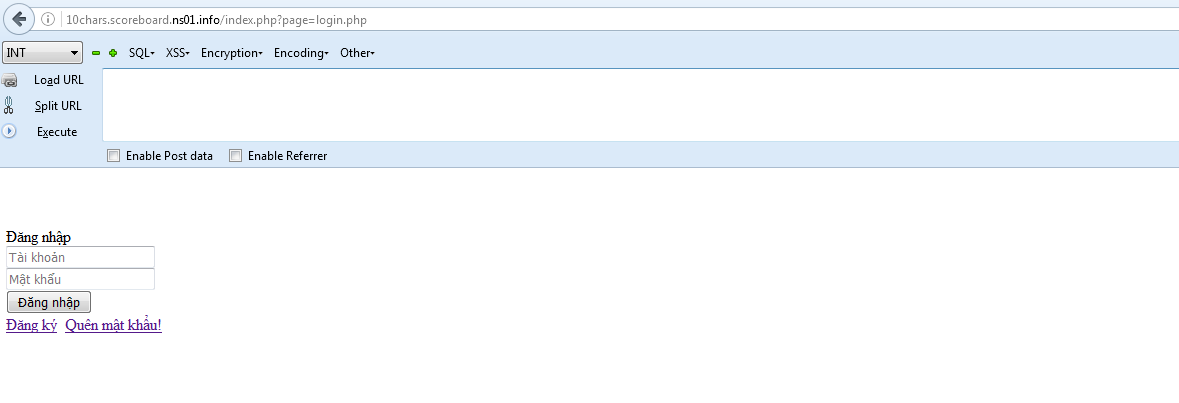 10chars.scoreboard.ns01.info/index.php?page=login.php
INT SQL XSS Encryption Encoding Other
Load URL
Split URL
Execute
Enable Post data Enable Referrer
Đăng nhập
Tài khoản
Mật khẩu
Đăng nhập
Đăng ký Quên mật khẩu!